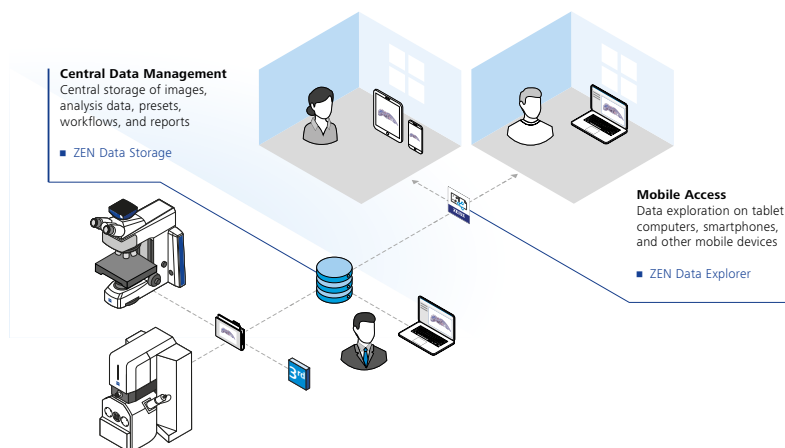 Central Data Management
Central storage of images,
analysis data, presets,
workflows, and reports
ZEN Data Storage
Mobile Access
Data exploration on tablet
computers, smartphones,
and other mobile devices
ZEN Data Explorer
3rd